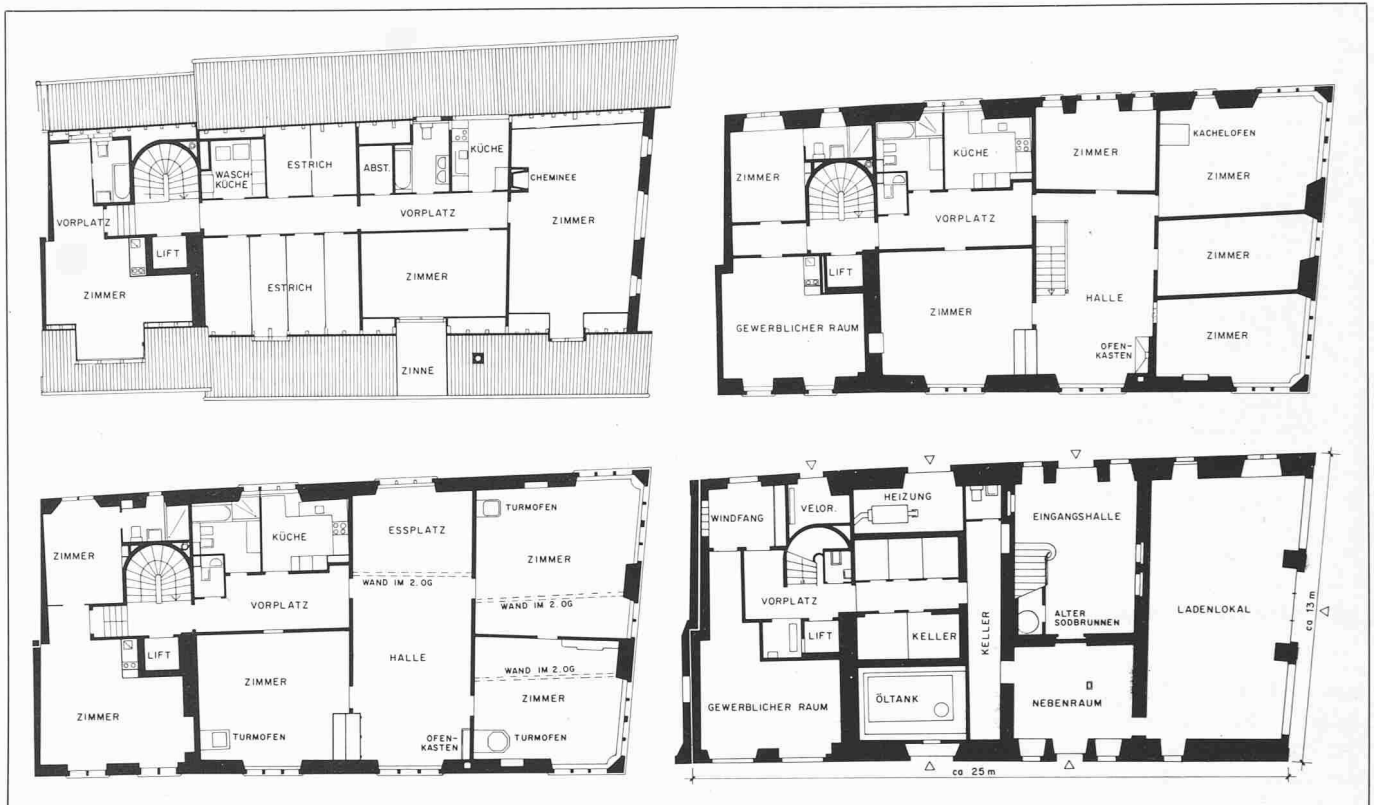 KÜCHE
ESTRICH
ABST.
WASCH-
KÜCHE
CHEMINEE
VORPLATZ
VORPLATZ
ZIMMER
LIFT
ZIMMER
ZIMMER
ESTRICH
ZINNE
KACHELOFEN
KÜCHE
ZIMMER
ZIMMER
ZIMMER
VORPLATZ
ZIMMER
LIFT
HALLE
GEWERBLICHER RAUM
ZIMMER
OFEN-
KASTEN
ZIMMER
TURMOFEN
ESSPLATZ
KÜCHE
ZIMMER
ZIMMER
WAND IM 2. OG
WAND IM 2. OG
VORPLATZ
LIFT
HALLE
WAND IM 2. OG
ZIMMER
ZIMMER
ZIMMER
TURMOFEN
OFEN-
KASTEN
TURMOFEN
HEIZUNG
VELOR.
WINDFANG
EINGANGSHALLE
VORPLATZ
LADENLOKAL
ALTER
SODBRUNNEN
LIFT
KELLER
KELLER
ca 13 m
ÖLTANK
NEBENRAUM
GEWERBLICHER RAUM
ca 25 m